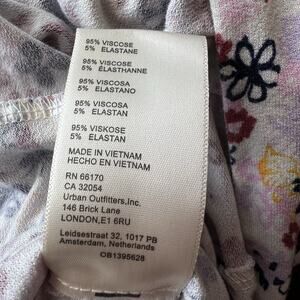 95% VISCOSE
5% ELASTANE
95% VISCOSE
5% ÉLASTHANNE
95% VISCOSA
5% ELASTANO
95% VISCOSA
5% ELASTAN
95% VISKOSE
5% ELASTAN
MADE IN VIETNAM
HECHO EN VIETNAM
RN 66170
CA 32054
Urban Outfitters,Inc.
146 Brick Lane
LONDON,E1 6RU
Leidsestraat 32, 1017 PB
Amsterdam, Netherlands
OB1395628